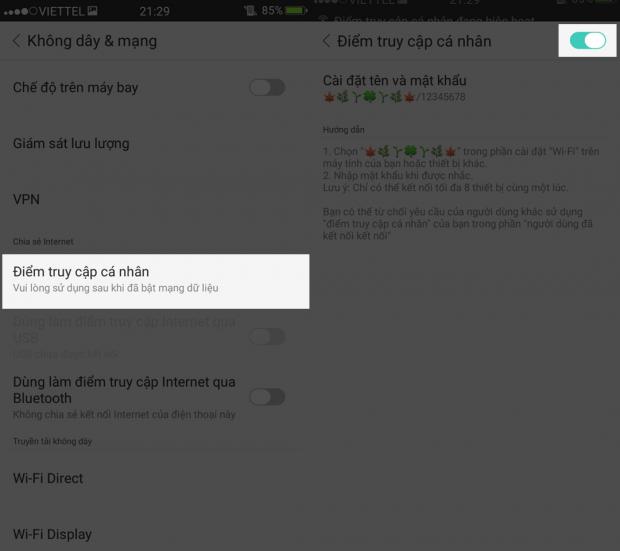 VIETTEL 21:29 85%
Không dây & mạng
Chế độ trên máy bay
Giám sát lưu lượng
VPN
Chia sẻ Internet
Điểm truy cập cá nhân
Vui lòng sử dụng sau khi đã bật mạng dữ liệu
Dùng làm điểm truy cập Internet qua
USB
USB chưa được kết nối
Dùng làm điểm truy cập Internet qua
Bluetooth
Không chia sẻ kết nối Internet của điện thoại này
Truyền tải không dây
Wi-Fi Direct
Wi-Fi Display
VIETTEL 21:29 85%
Điểm truy cập cá nhân đang hiện hoạt
Điểm truy cập cá nhân
Cài đặt tên và mật khẩu
🍁🌿🌱🍀🌱🌿🍁/12345678
Hướng dẫn
1. Chọn "🍁🌿🌱🍀🌱🌿🍁" trong phần cài đặt "Wi-Fi" trên
máy tính của bạn hoặc thiết bị khác.
2. Nhập mật khẩu khi được nhắc.
Lưu ý: Chỉ có thể kết nối tối đa 8 thiết bị cùng một lúc.
Bạn có thể từ chối yêu cầu của người dùng khác sử dụng
"điểm truy cập cá nhân" của bạn trong phần "người dùng đã
kết nối kết nối"